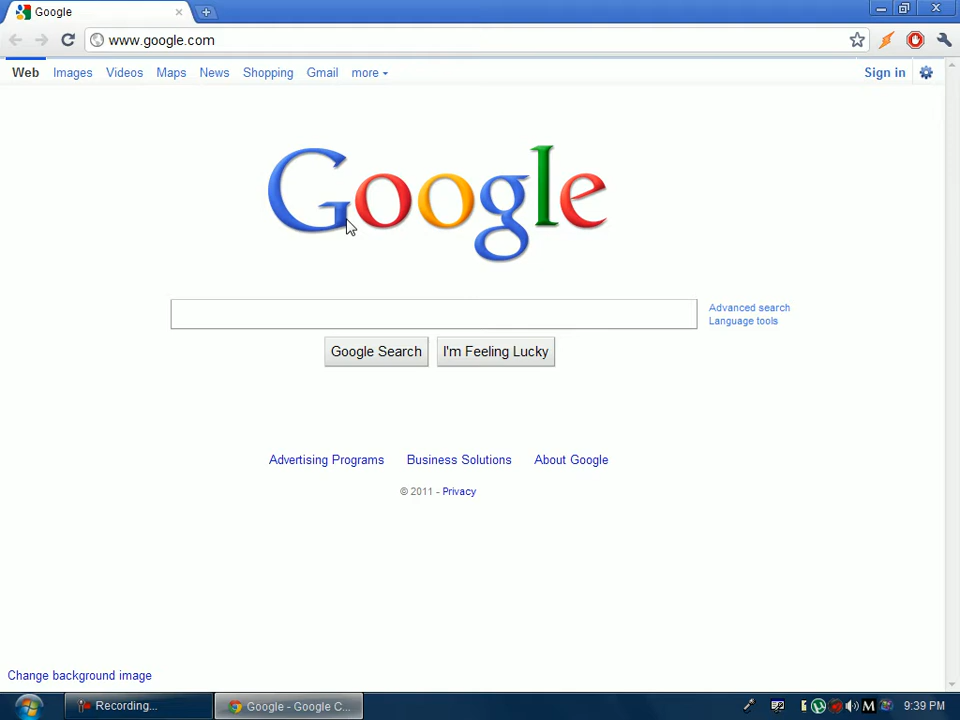 Google
www.google.com
Web Images Videos Maps News Shopping Gmail more Sign in
Google
Advanced search
Language tools
Google Search I'm Feeling Lucky
Advertising Programs Business Solutions About Google
© 2011 - Privacy
Change background image
Recording... Google - Google C... M 9:39 PM